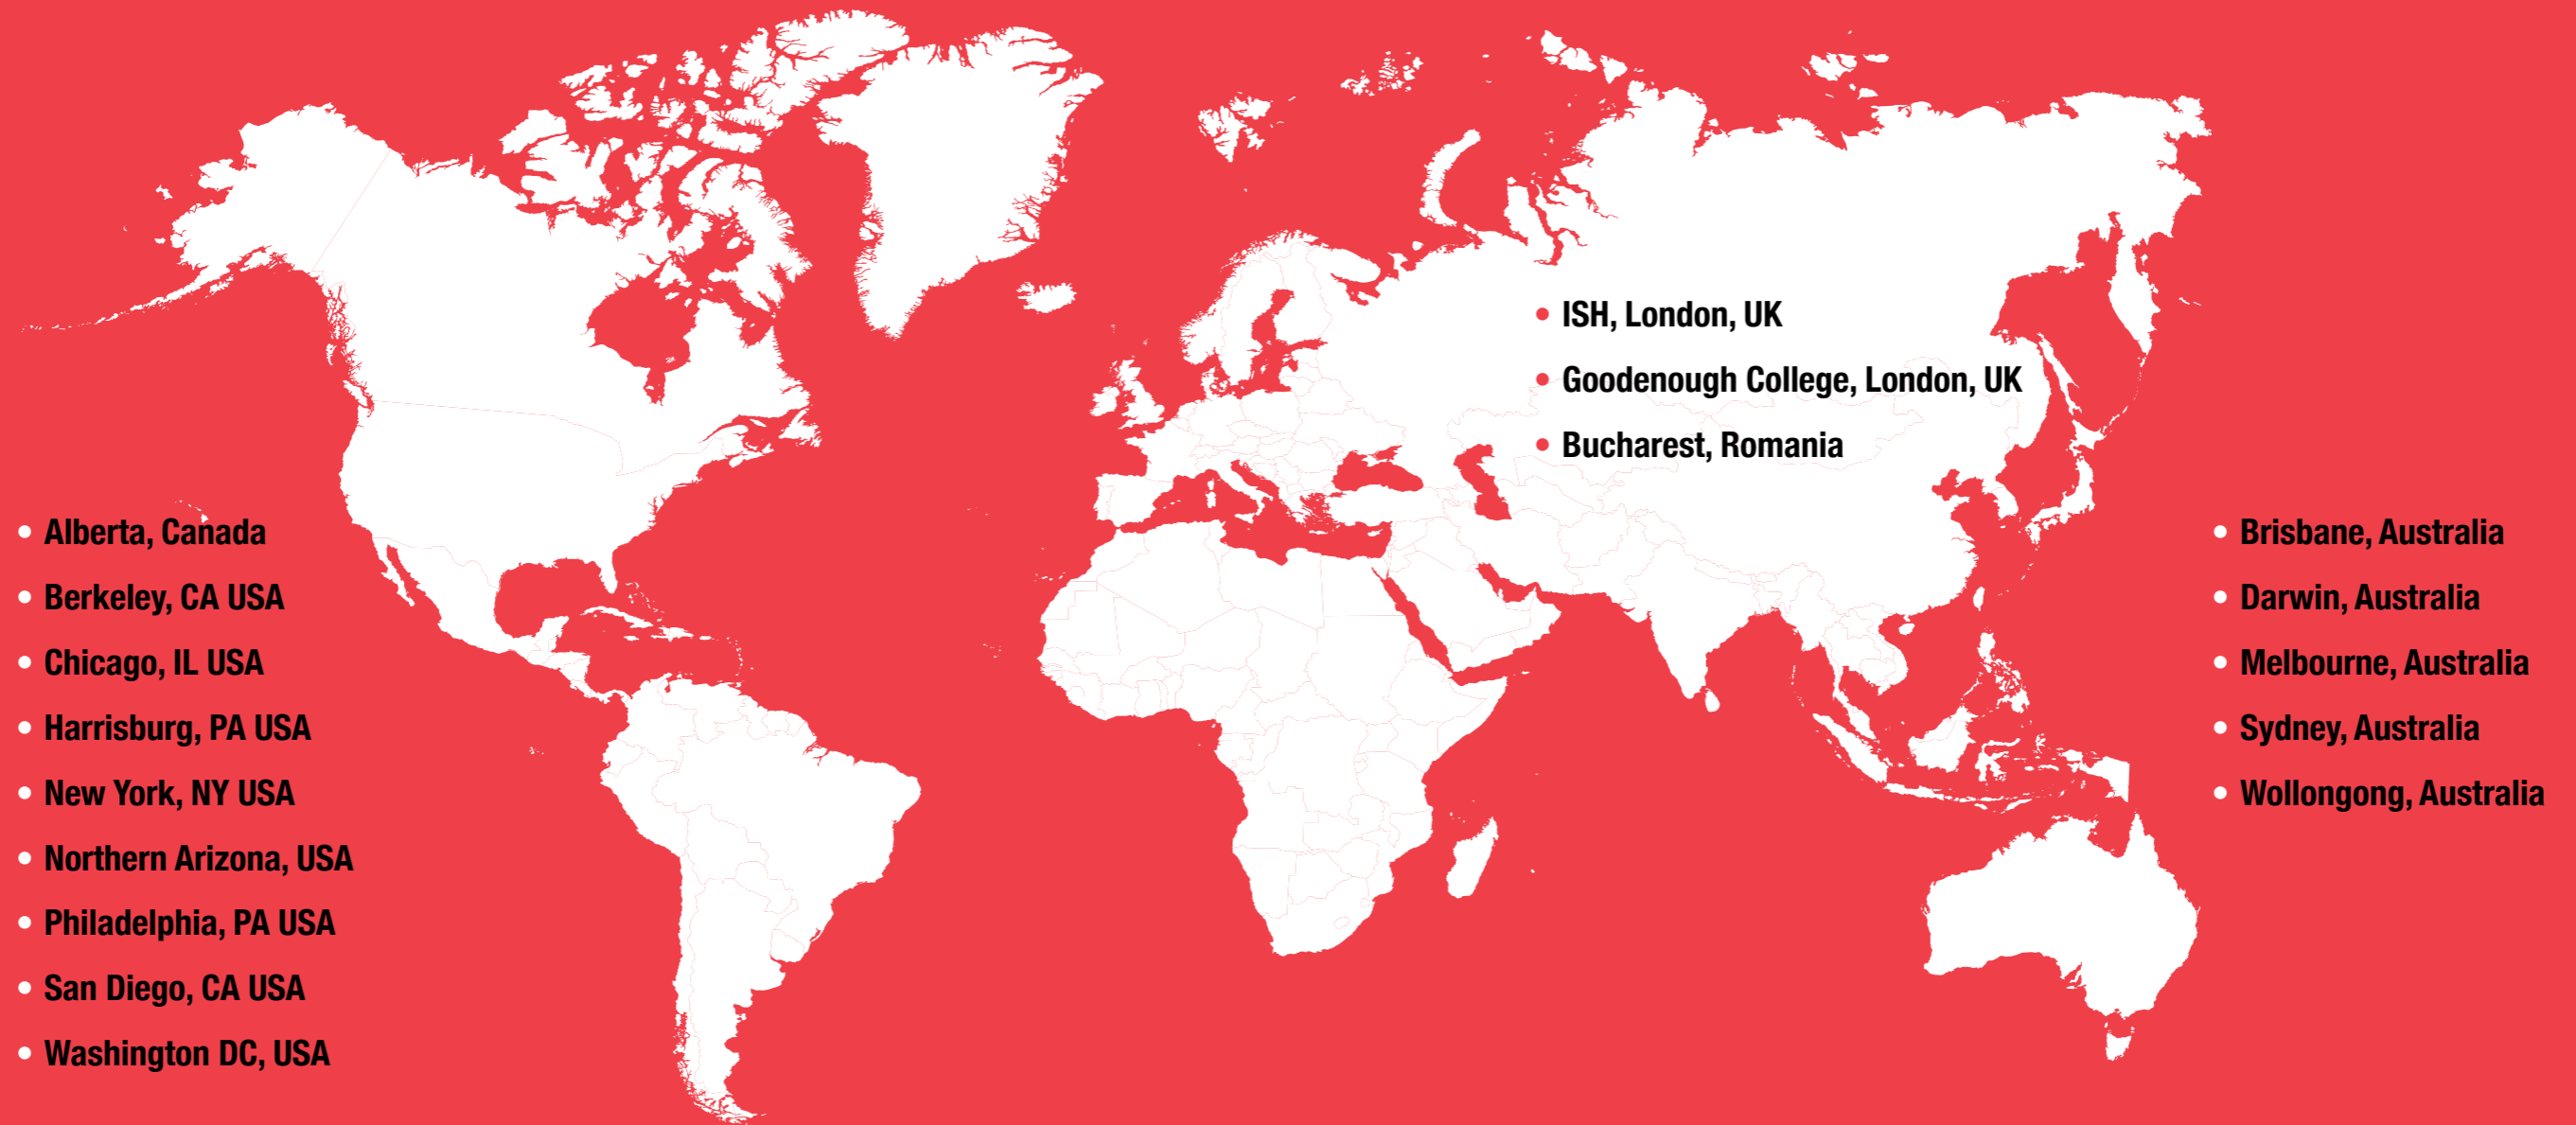 ISH, London, UK
Goodenough College, London, UK
Bucharest, Romania
Alberta, Canada
Berkeley, CA USA
Chicago, IL USA
Harrisburg, PA USA
New York, NY USA
Northern Arizona, USA
Philadelphia, PA USA
San Diego, CA USA
Washington DC, USA
Brisbane, Australia
Darwin, Australia
Melbourne, Australia
Sydney, Australia
Wollongong, Australia